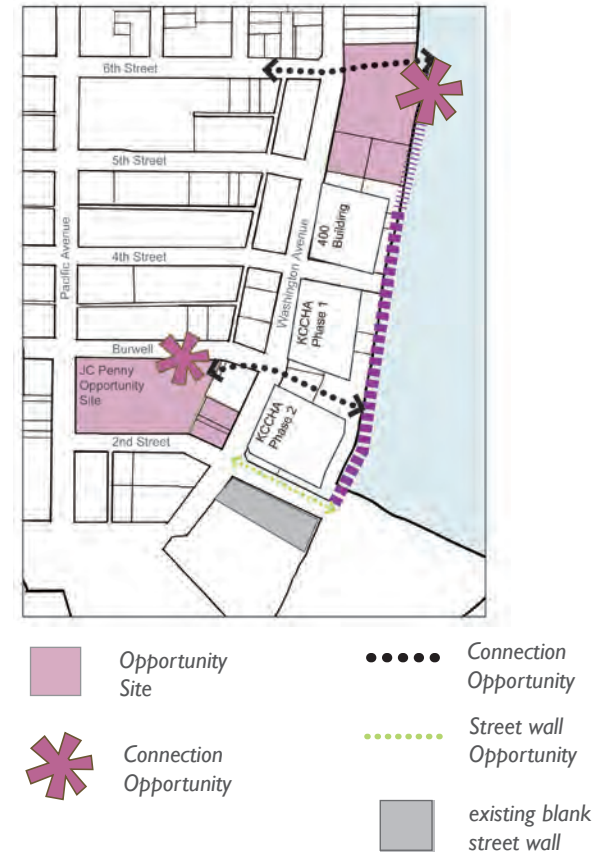 6th Street
5th Street
400
Building
Pacific Avenue
Washington Avenue
4th Street
KCCHA
Phase 1
Burwell
JC Penny
Opportunity
Site
KCCHA
Phase 2
2nd Street
Opportunity
Site
Connection
Opportunity
Connection
Opportunity
Street wall
Opportunity
existing blank
street wall